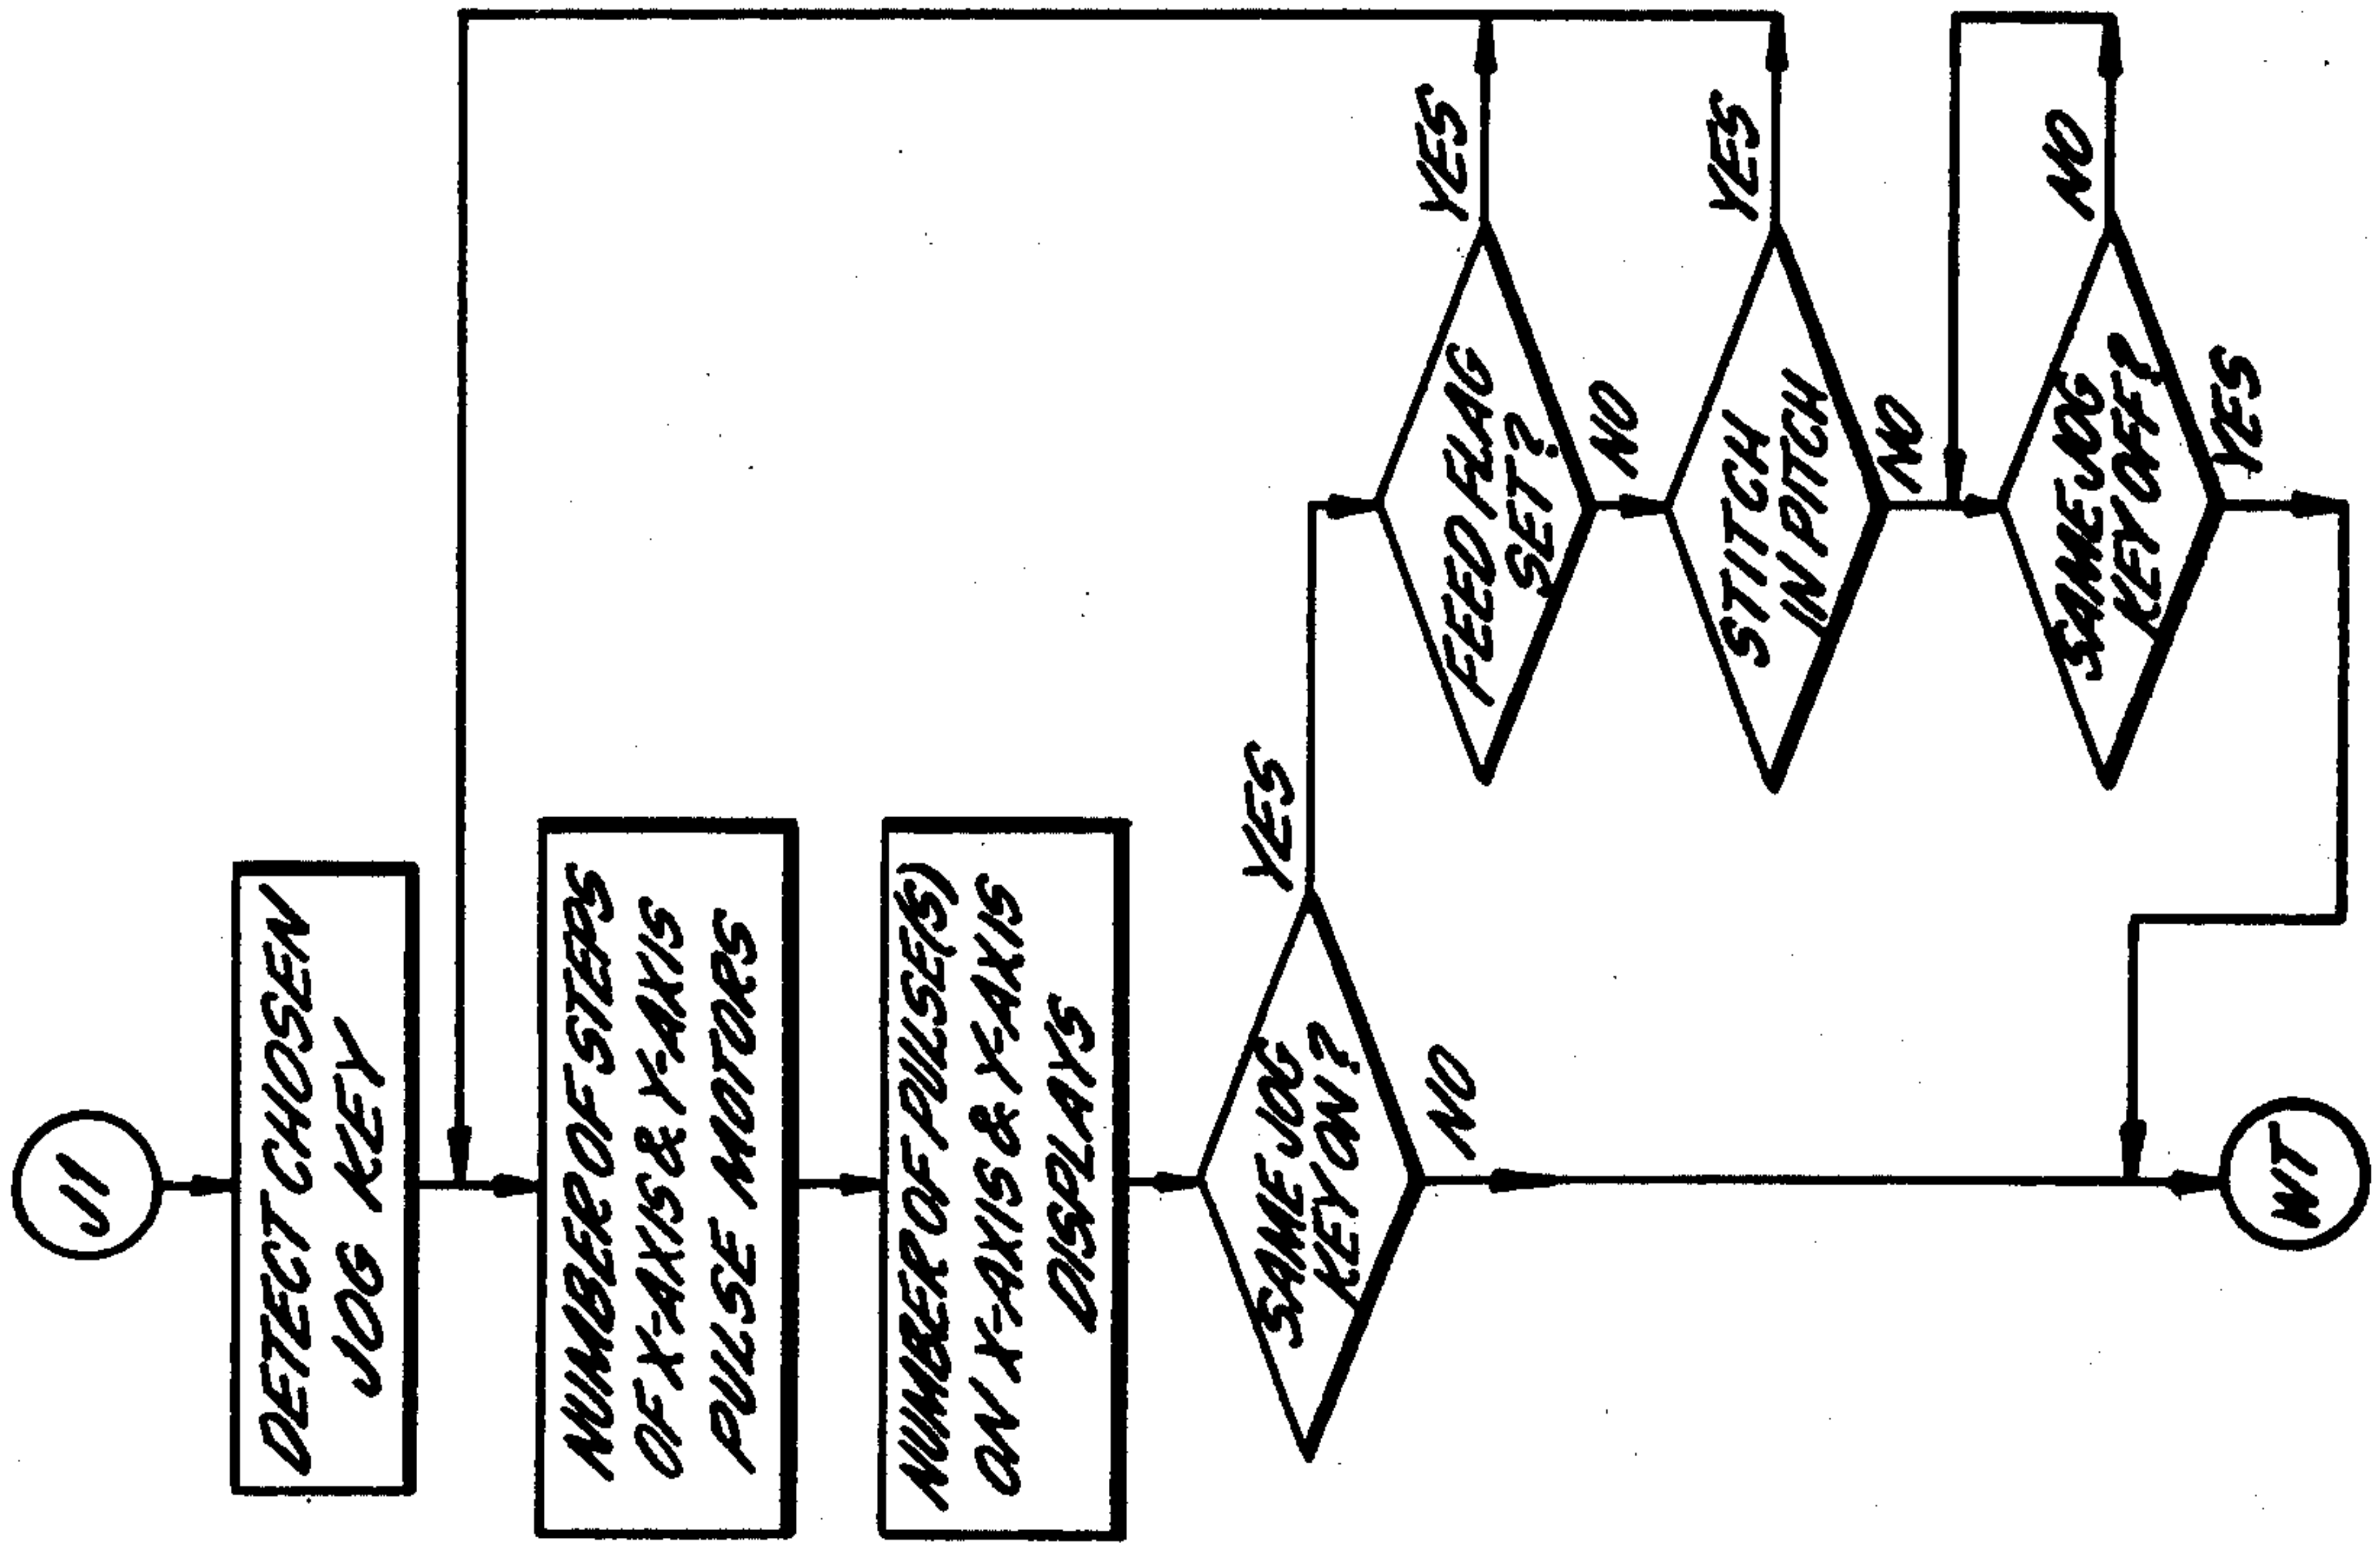 J1
DETECT CHOSEN
JOG KEY
NUMBER OF STEPS
OF X-AXIS & Y-AXIS
PULSE MOTORS
NUMBER OF PULSE(S)
ON X-AXIS & Y-AXIS
DISPLAYS
SAME JOG
KEY ON?
YES
NO
FEED FLAG
SET?
YES
NO
STITCH
IN PITCH
YES
NO
SAME JOG
KEY OFF?
NO
YES
WT